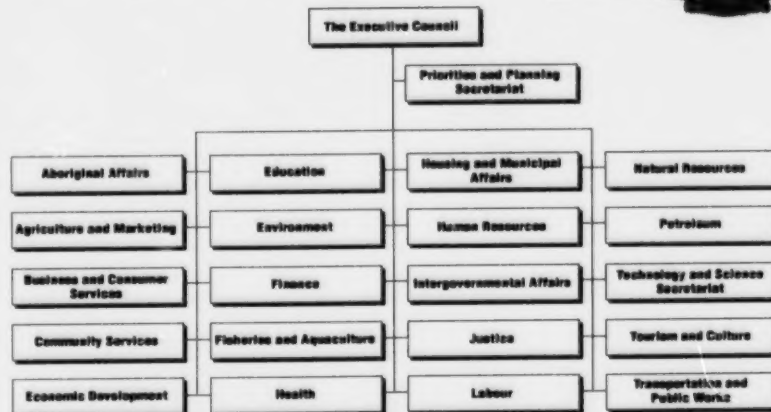 The Executive Council
Priorities and Planning
Secretariat
Aboriginal Affairs
Education
Housing and Municipal
Affairs
Natural Resources
Agriculture and Marketing
Environment
Human Resources
Petroleum
Business and Consumer
Services
Finance
Intergovernmental Affairs
Technology and Science
Secretariat
Community Services
Fisheries and Aquaculture
Justice
Tourism and Culture
Economic Development
Health
Labour
Transportation and
Public Works